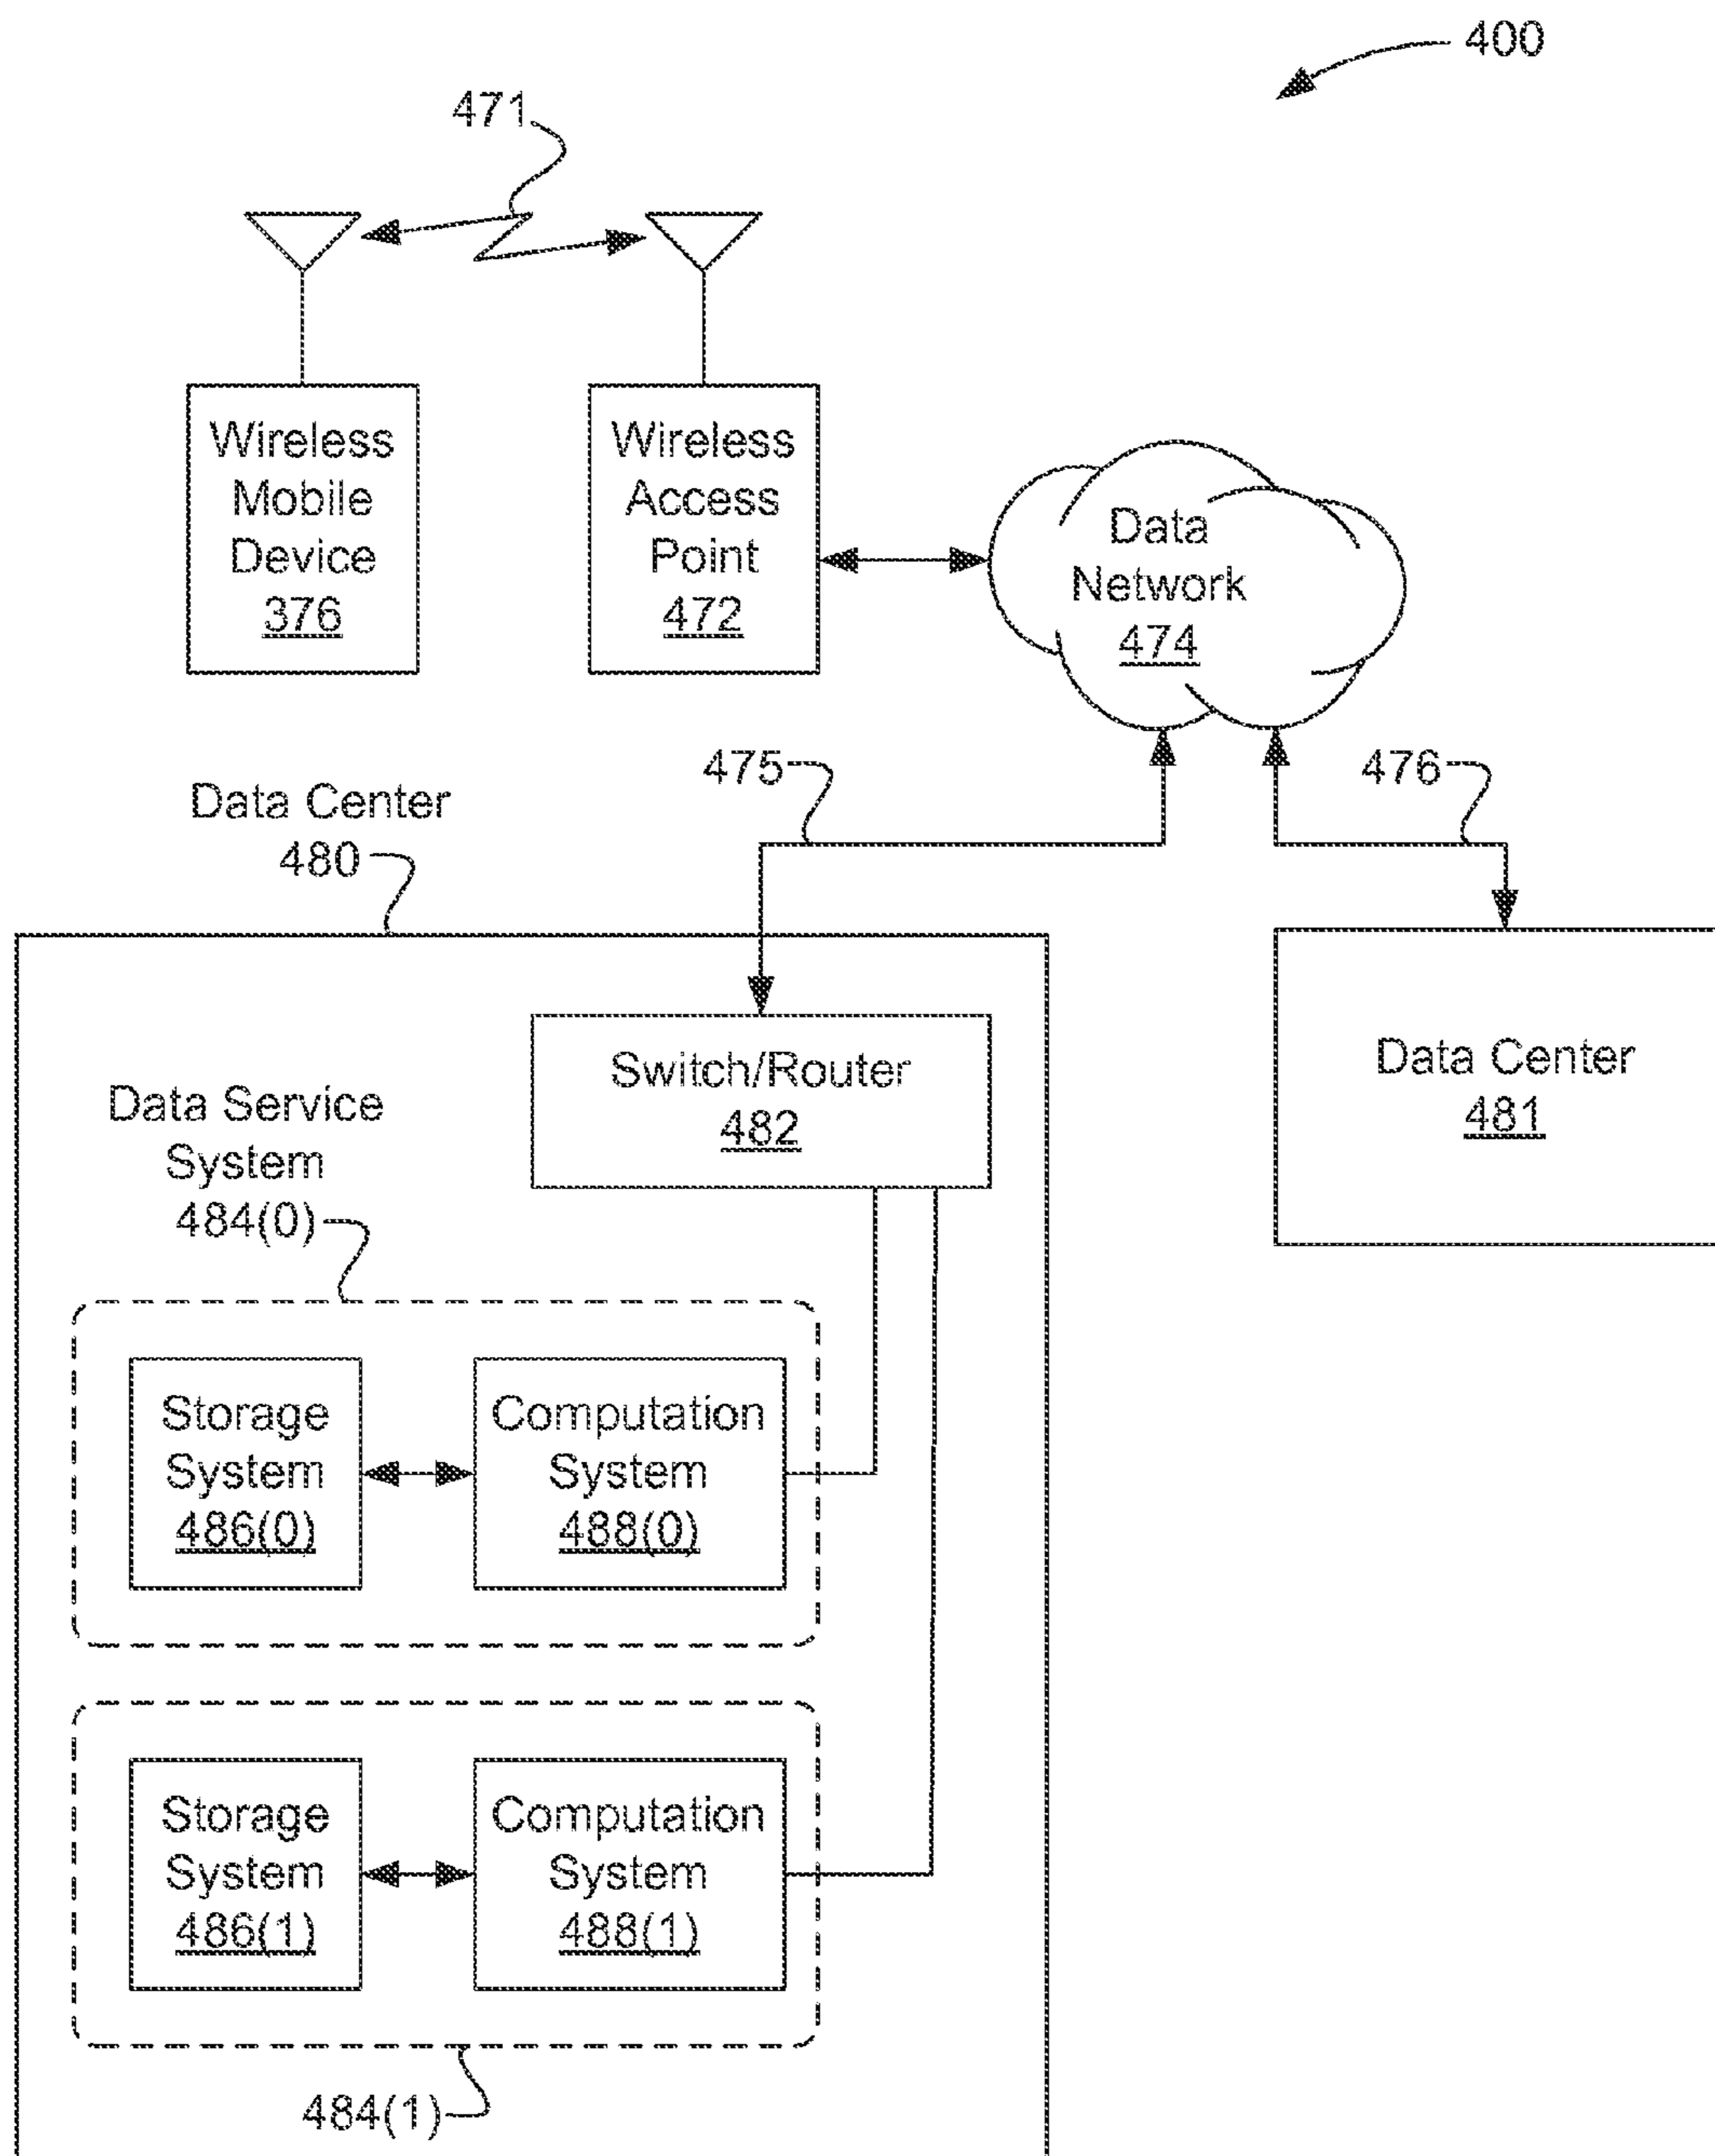 400
471
Wireless
Mobile
Device
376
Wireless
Access
Point
472
Data
Network
474
475
476
Data Center
480
Switch/Router
482
Data Center
481
Data Service
System
484(0)
Storage
System
486(0)
Computation
System
488(0)
Storage
System
486(1)
Computation
System
488(1)
484(1)